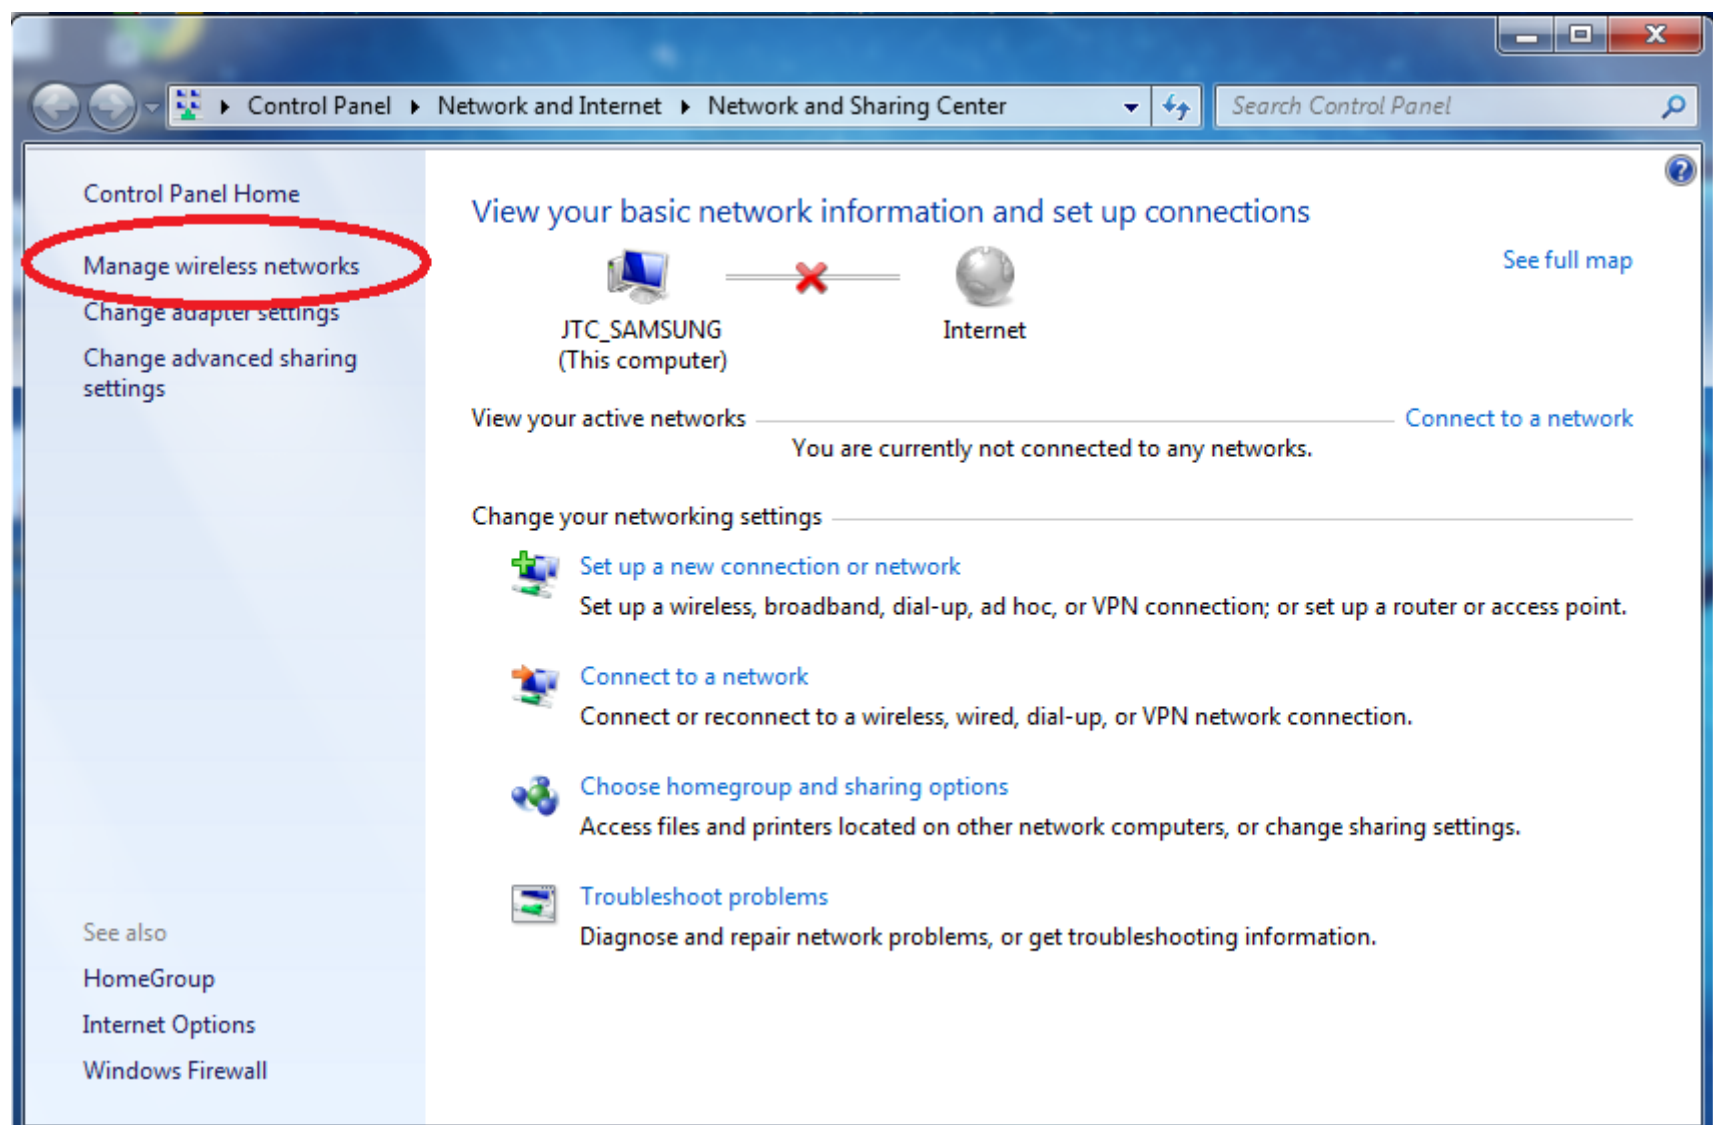 Control Panel ▸ Network and Internet ▸ Network and Sharing Center
Search Control Panel
Control Panel Home
Manage wireless networks
Change adapter settings
Change advanced sharing
settings
See also
HomeGroup
Internet Options
Windows Firewall
View your basic network information and set up connections
See full map
JTC_SAMSUNG
(This computer)
Internet
View your active networks
Connect to a network
You are currently not connected to any networks.
Change your networking settings
Set up a new connection or network
Set up a wireless, broadband, dial-up, ad hoc, or VPN connection; or set up a router or access point.
Connect to a network
Connect or reconnect to a wireless, wired, dial-up, or VPN network connection.
Choose homegroup and sharing options
Access files and printers located on other network computers, or change sharing settings.
Troubleshoot problems
Diagnose and repair network problems, or get troubleshooting information.